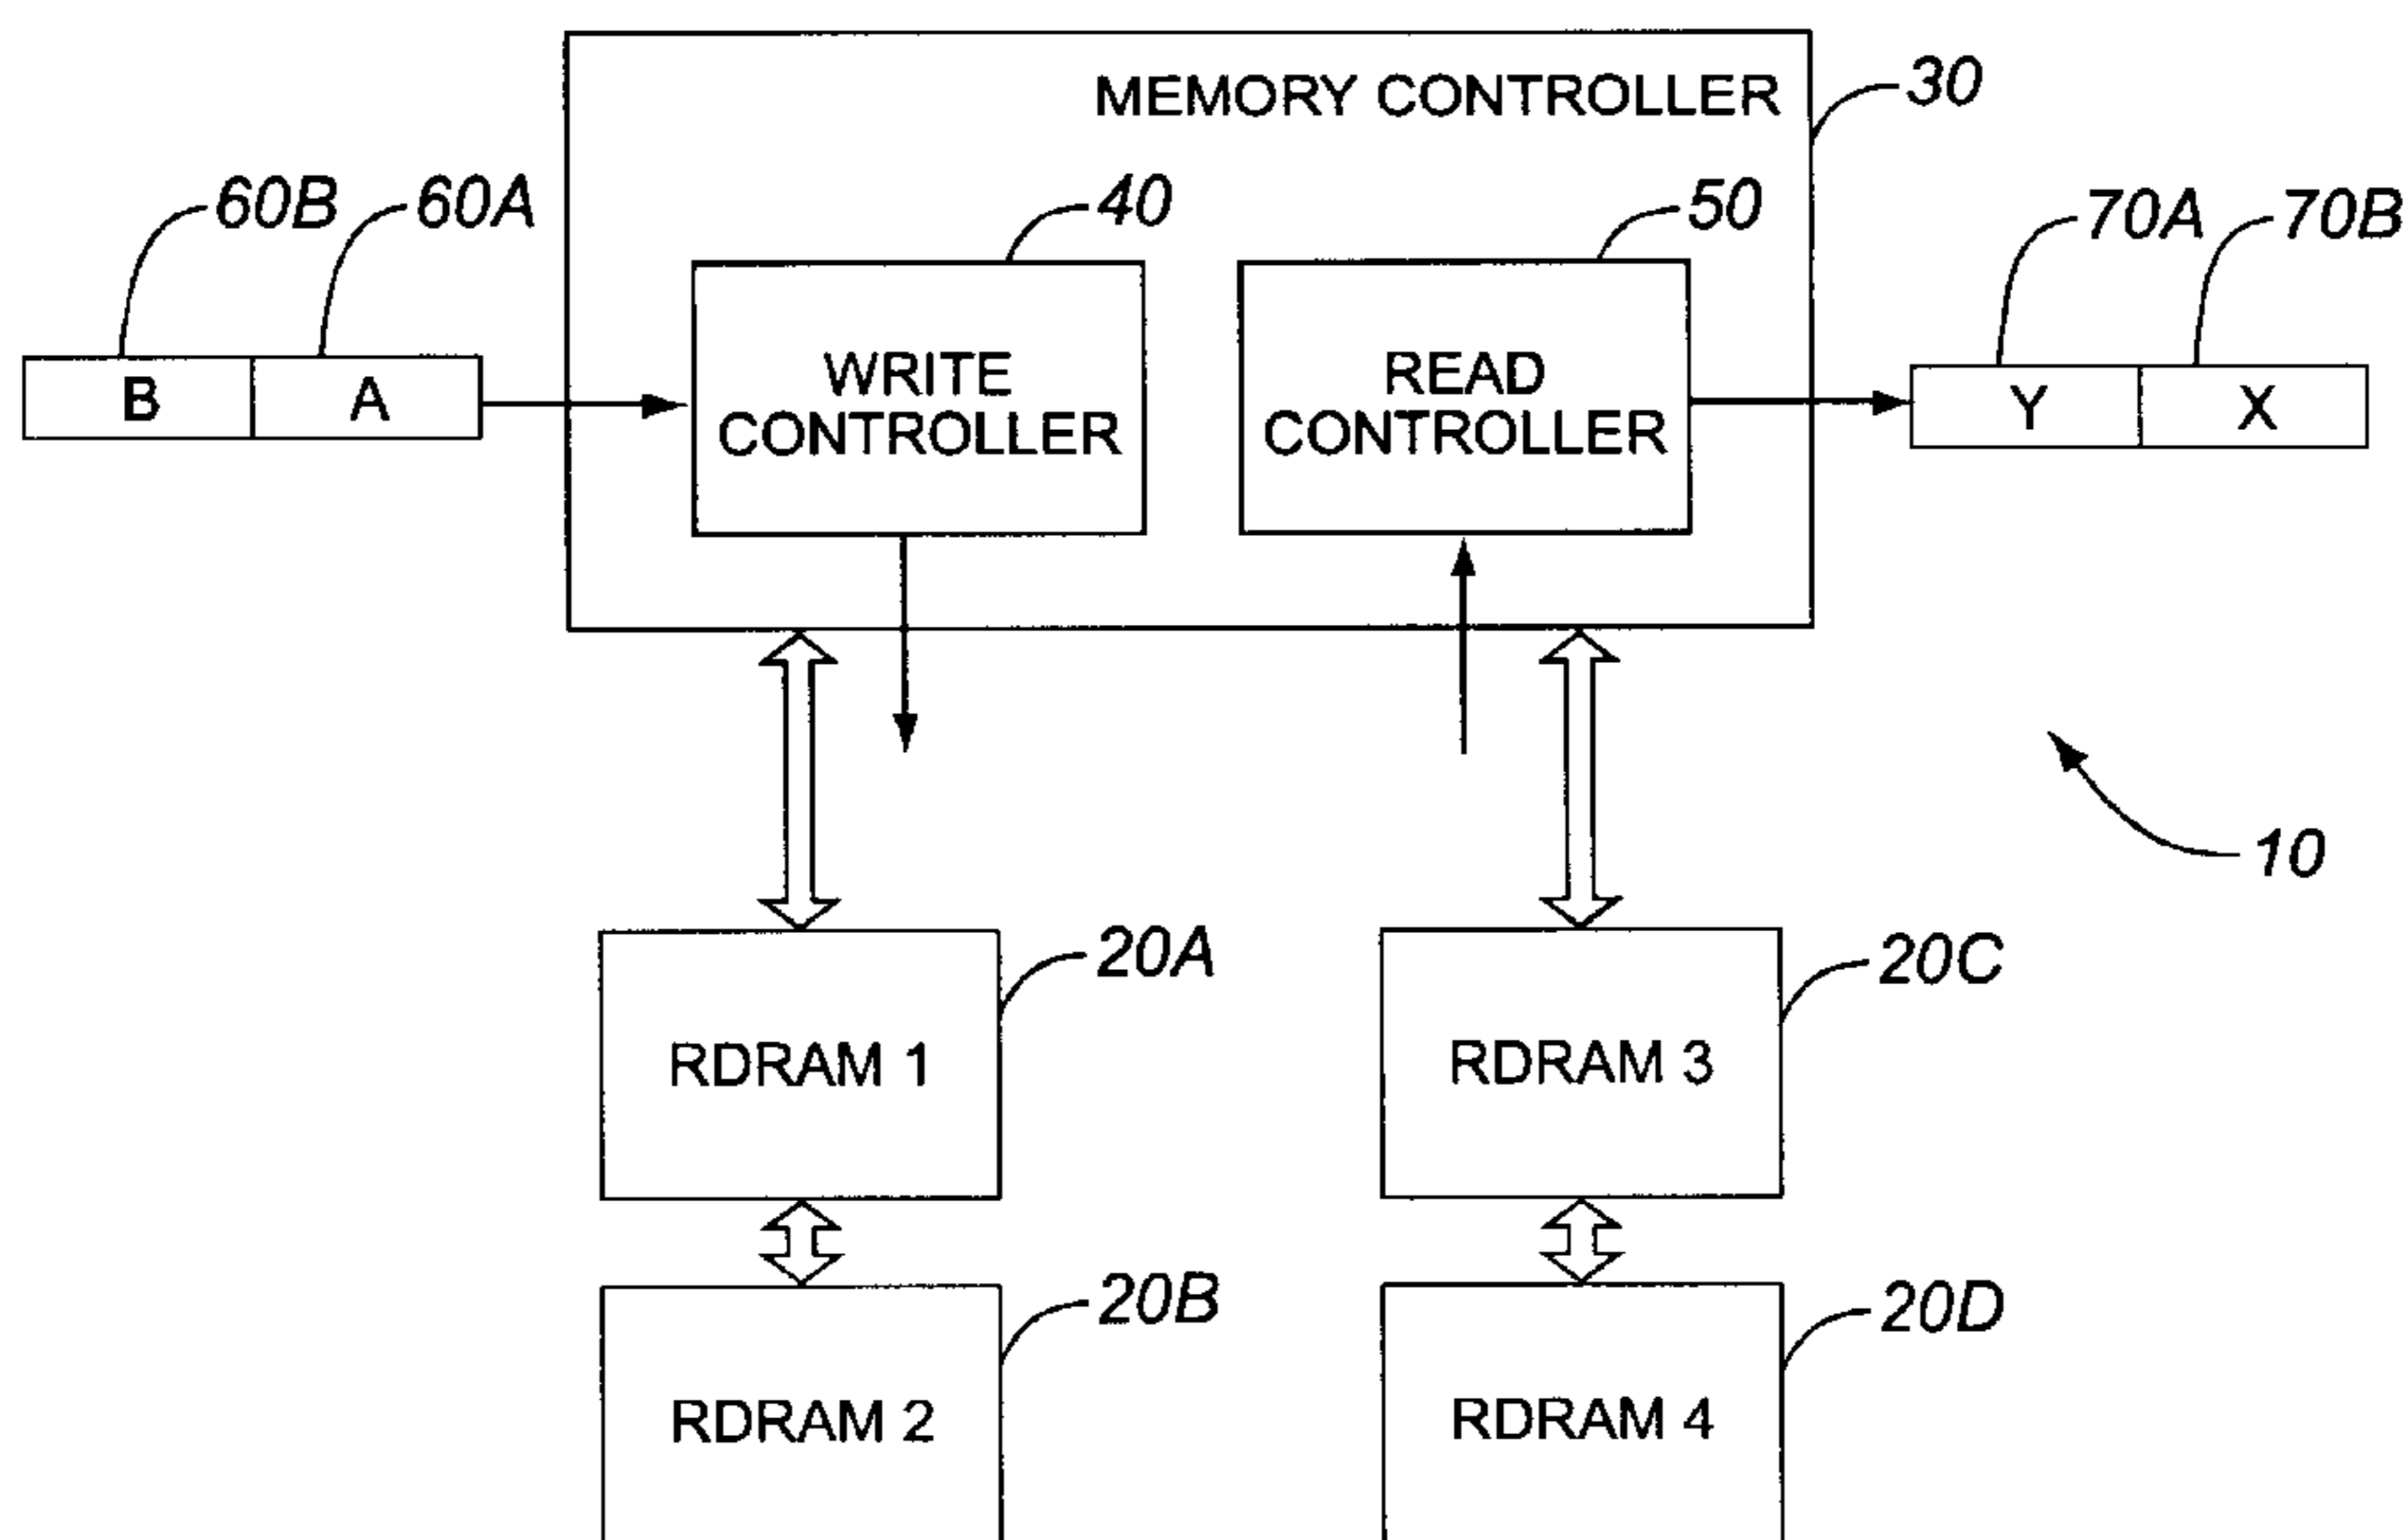 MEMORY CONTROLLER
30
60B
60A
40
50
70A
70B
B
A
WRITE
CONTROLLER
READ
CONTROLLER
Y
X
10
20A
20C
RDRAM 1
RDRAM 3
20B
20D
RDRAM 2
RDRAM 4